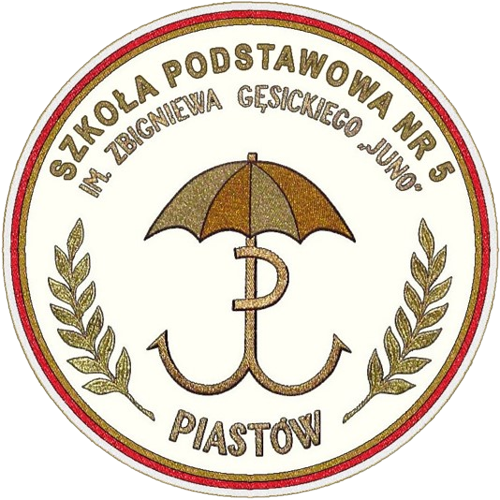 SZKOŁA PODSTAWOWA NR 5
IM. ZBIGNIEWA GĘSICKIEGO „JUNO”
PIASTÓW